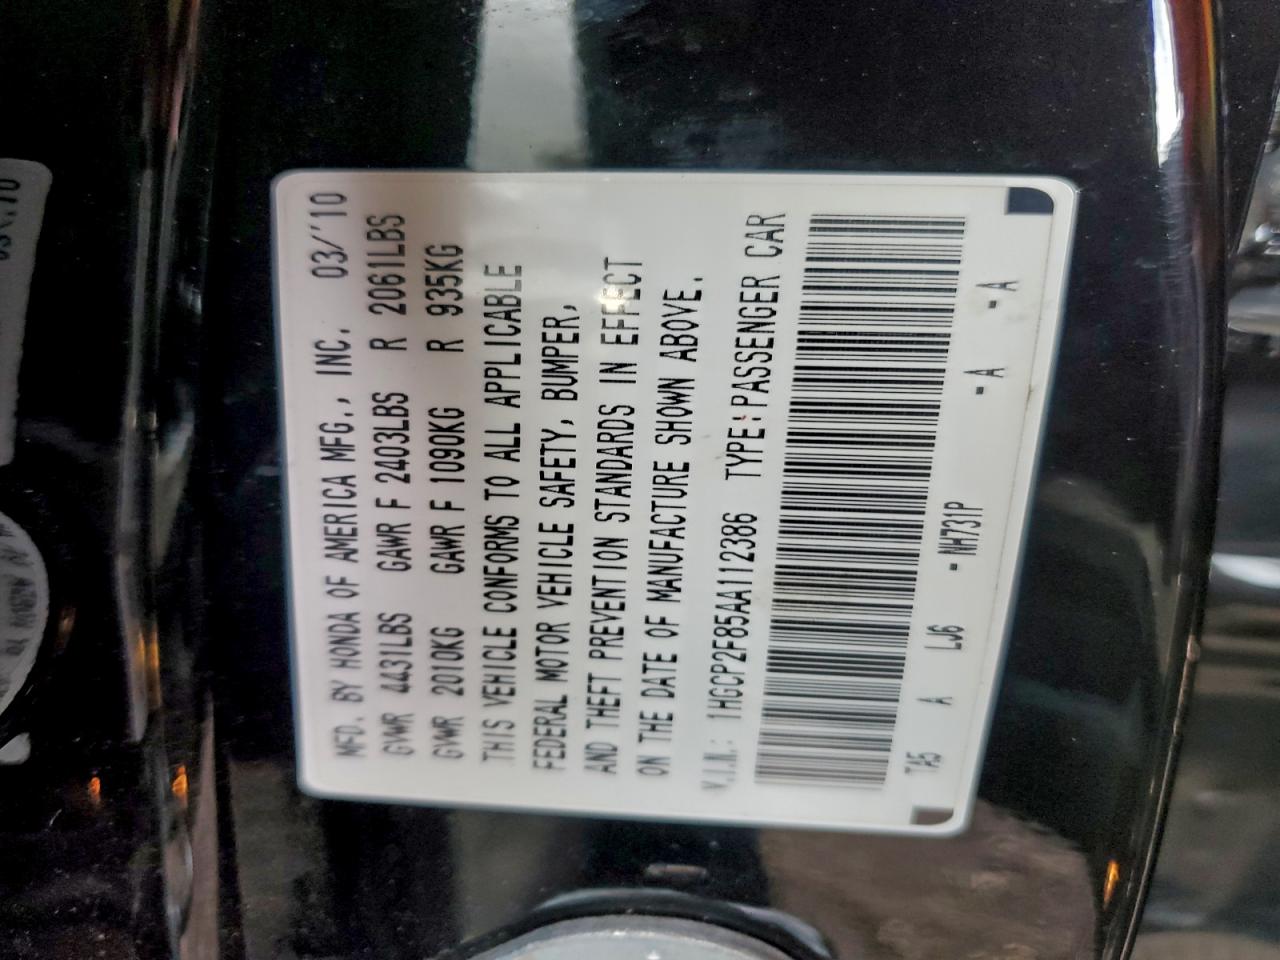 MFD. BY HONDA OF AMERICA MFG., INC. 03/'10
GVWR 4431LBS GAWR F 2403LBS R 2061LBS
GVWR 2010KG GAWR F 1090KG R 935KG
THIS VEHICLE CONFORMS TO ALL APPLICABLE
FEDERAL MOTOR VEHICLE SAFETY, BUMPER,
AND THEFT PREVENTION STANDARDS IN EFFECT
ON THE DATE OF MANUFACTURE SHOWN ABOVE.
V.I.N.: 1HGCP2F85AA112386 TYPE:PASSENGER CAR
TA5 A LJ6 -NH731P -A -A